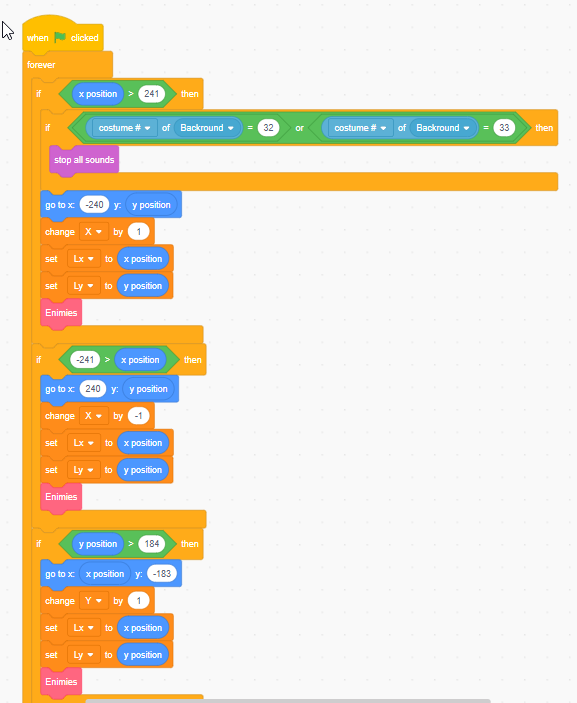 when clicked
forever
if x position > 241 then
if costume # of Backround = 32 or costume # of Backround = 33 then
stop all sounds
go to x: -240 y: y position
change X by 1
set Lx to x position
set Ly to y position
Enimies
if -241 > x position then
go to x: 240 y: y position
change X by -1
set Lx to x position
set Ly to y position
Enimies
if y position > 184 then
go to x: x position y: -183
change Y by 1
set Lx to x position
set Ly to y position
Enimies